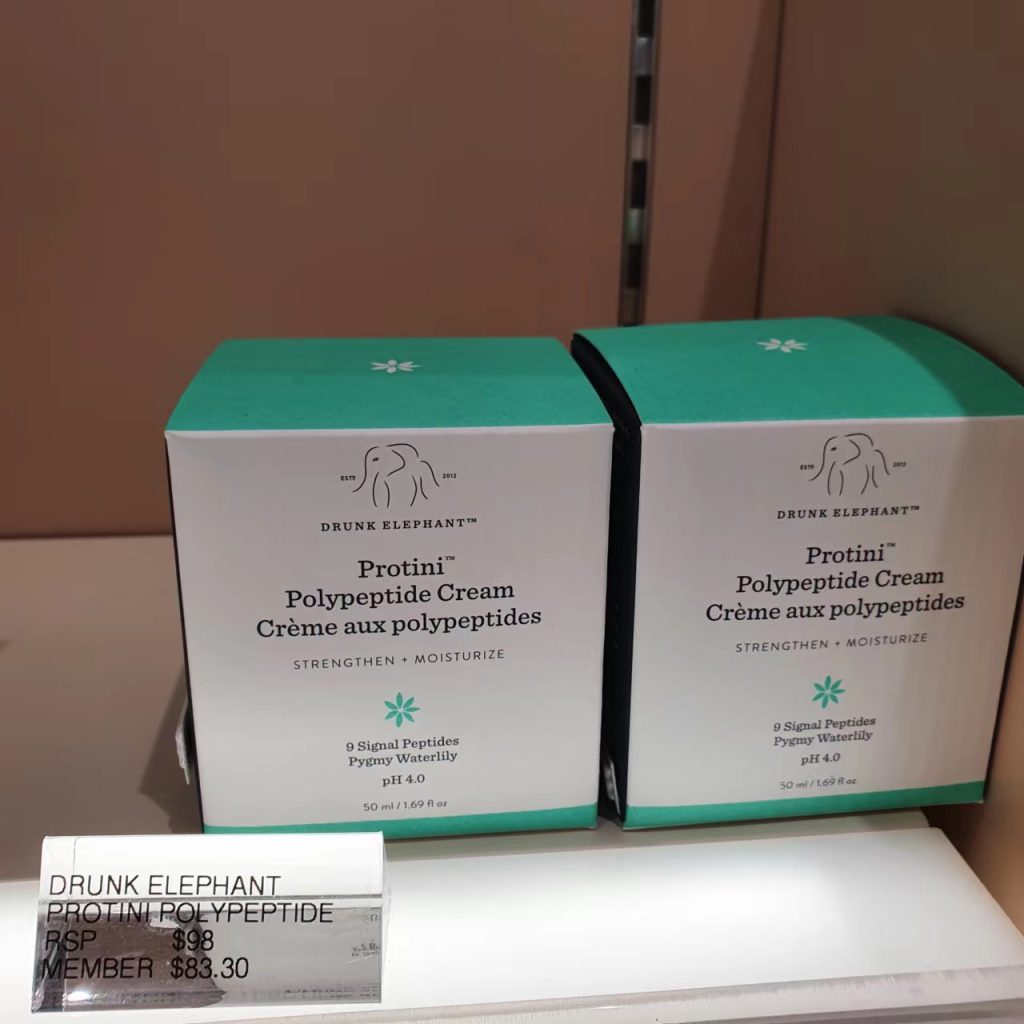 ESTD 2012
DRUNK ELEPHANT™
Protini™
Polypeptide Cream
Crème aux polypeptides
STRENGTHEN + MOISTURIZE
9 Signal Peptides
Pygmy Waterlily
pH 4.0
50 ml / 1.69 fl oz
ESTD 2012
DRUNK ELEPHANT™
Protini™
Polypeptide Cream
Crème aux polypeptides
STRENGTHEN + MOISTURIZE
9 Signal Peptides
Pygmy Waterlily
pH 4.0
50 ml / 1.69 fl oz
DRUNK ELEPHANT
PROTINI POLYPEPTIDE
RSP $98
MEMBER $83.30